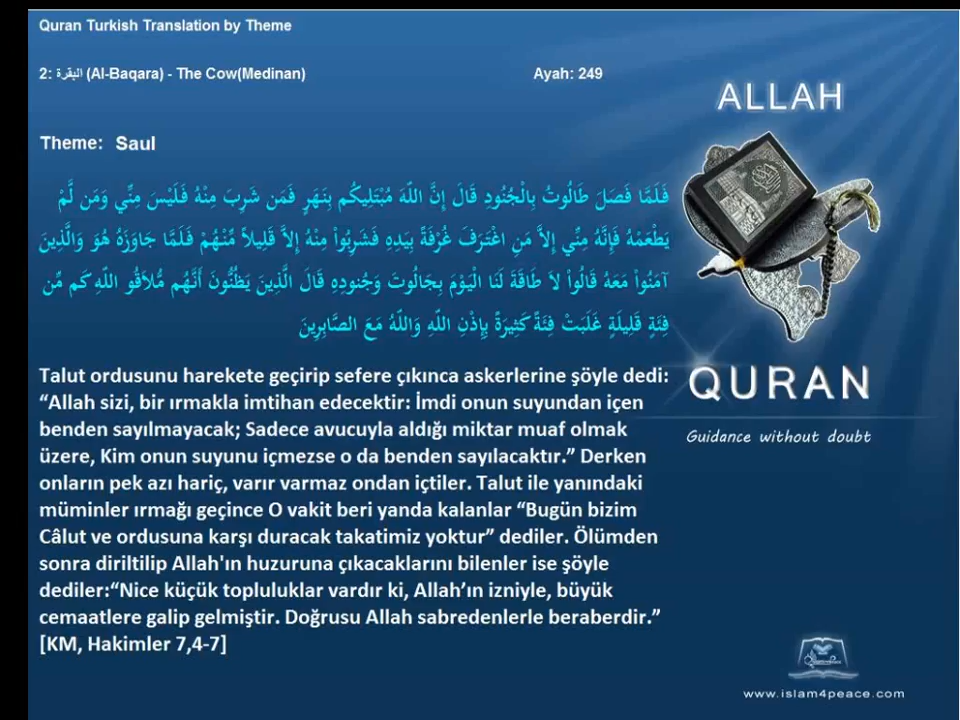 Quran Turkish Translation by Theme
2: البقرة (Al-Baqara) - The Cow(Medinan) Ayah: 249
ALLAH
Theme: Saul
فَلَمَّا فَصَلَ طَالُوتُ بِالْجُنُودِ قَالَ إِنَّ اللّهَ مُبْتَلِيكُم بِنَهَرٍ فَمَن شَرِبَ مِنْهُ فَلَيْسَ مِنِّي وَمَن لَّمْ
يَطْعَمْهُ فَإِنَّهُ مِنِّي إِلاَّ مَنِ اغْتَرَفَ غُرْفَةً بِيَدِهِ فَشَرِبُواْ مِنْهُ إِلاَّ قَلِيلاً مِّنْهُمْ فَلَمَّا جَاوَزَهُ هُوَ وَالَّذِينَ
آمَنُواْ مَعَهُ قَالُواْ لاَ طَاقَةَ لَنَا الْيَوْمَ بِجَالُوتَ وَجُنودِهِ قَالَ الَّذِينَ يَظُنُّونَ أَنَّهُم مُّلاَقُو اللّهِ كَم مِّن
فِئَةٍ قَلِيلَةٍ غَلَبَتْ فِئَةً كَثِيرَةً بِإِذْنِ اللّهِ وَاللّهُ مَعَ الصَّابِرِينَ
Talut ordusunu harekete geçirip sefere çıkınca askerlerine şöyle dedi:
“Allah sizi, bir ırmakla imtihan edecektir: İmdi onun suyundan içen
benden sayılmayacak; Sadece avucuyla aldığı miktar muaf olmak
üzere, Kim onun suyunu içmezse o da benden sayılacaktır.” Derken
onların pek azı hariç, varır varmaz ondan içtiler. Talut ile yanındaki
müminler ırmağı geçince O vakit beri yanda kalanlar “Bugün bizim
Câlut ve ordusuna karşı duracak takatimiz yoktur” dediler. Ölümden
sonra diriltilip Allah'ın huzuruna çıkacaklarını bilenler ise şöyle
dediler:“Nice küçük topluluklar vardır ki, Allah’ın izniyle, büyük
cemaatlere galip gelmiştir. Doğrusu Allah sabredenlerle beraberdir.”
[KM, Hakimler 7,4-7]
QURAN
Guidance without doubt
www.islam4peace.com